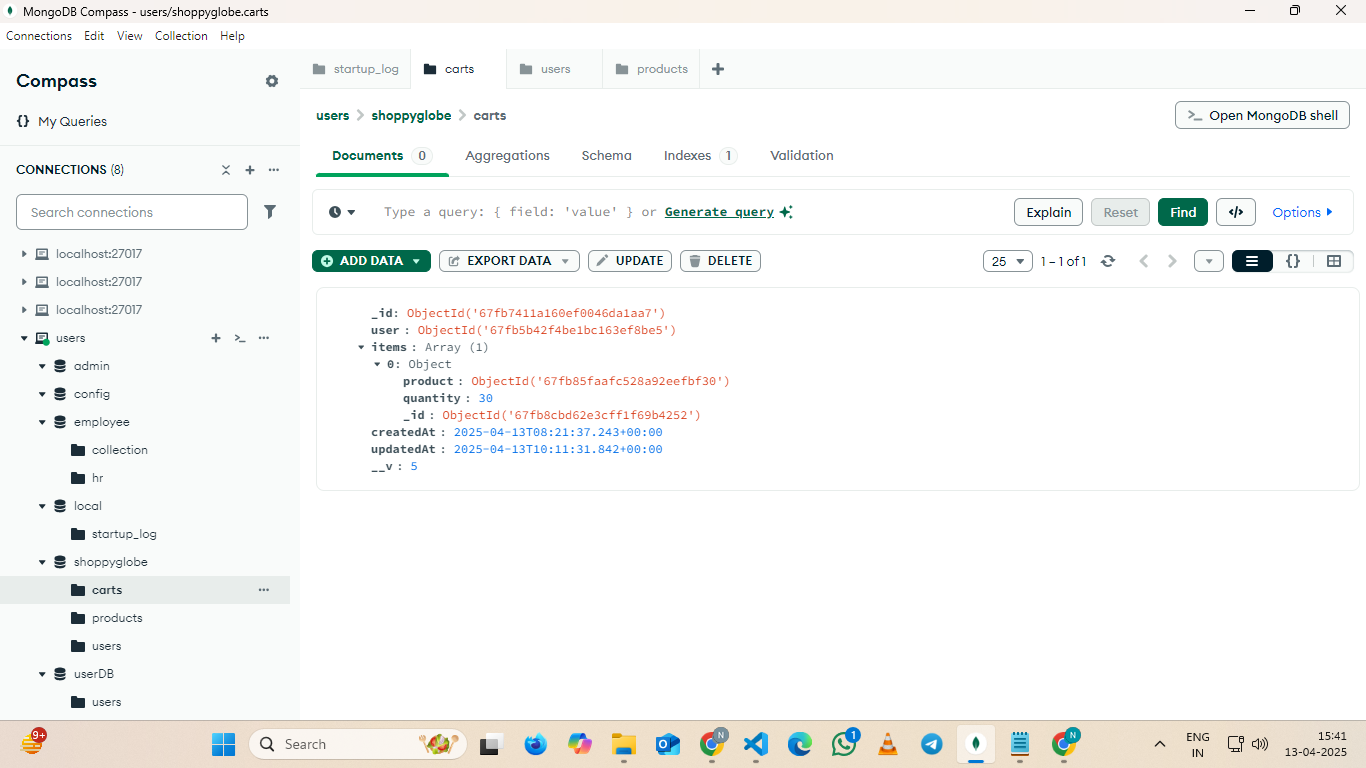 MongoDB Compass - users/shoppyglobe.carts
Connections Edit View Collection Help
Compass
{} My Queries
CONNECTIONS (8)
Search connections
localhost:27017
localhost:27017
localhost:27017
users
admin
config
employee
collection
hr
local
startup_log
shoppyglobe
carts
products
users
userDB
users
startup_log carts users products
users > shoppyglobe > carts
>_ Open MongoDB shell
Documents 0 Aggregations Schema Indexes 1 Validation
Type a query: { field: 'value' } or Generate query
Explain Reset Find </> Options
ADD DATA EXPORT DATA UPDATE DELETE
25 1 – 1 of 1 {}
_id: ObjectId('67fb7411a160ef0046da1aa7')
user : ObjectId('67fb5b42f4be1bc163ef8be5')
items : Array (1)
0: Object
product : ObjectId('67fb85faafc528a92eefbf30')
quantity : 30
_id : ObjectId('67fb8cbd62e3cff1f69b4252')
createdAt : 2025-04-13T08:21:37.243+00:00
updatedAt : 2025-04-13T10:11:31.842+00:00
__v : 5
9+
Search
N
1
N
ENG
IN
15:41
13-04-2025